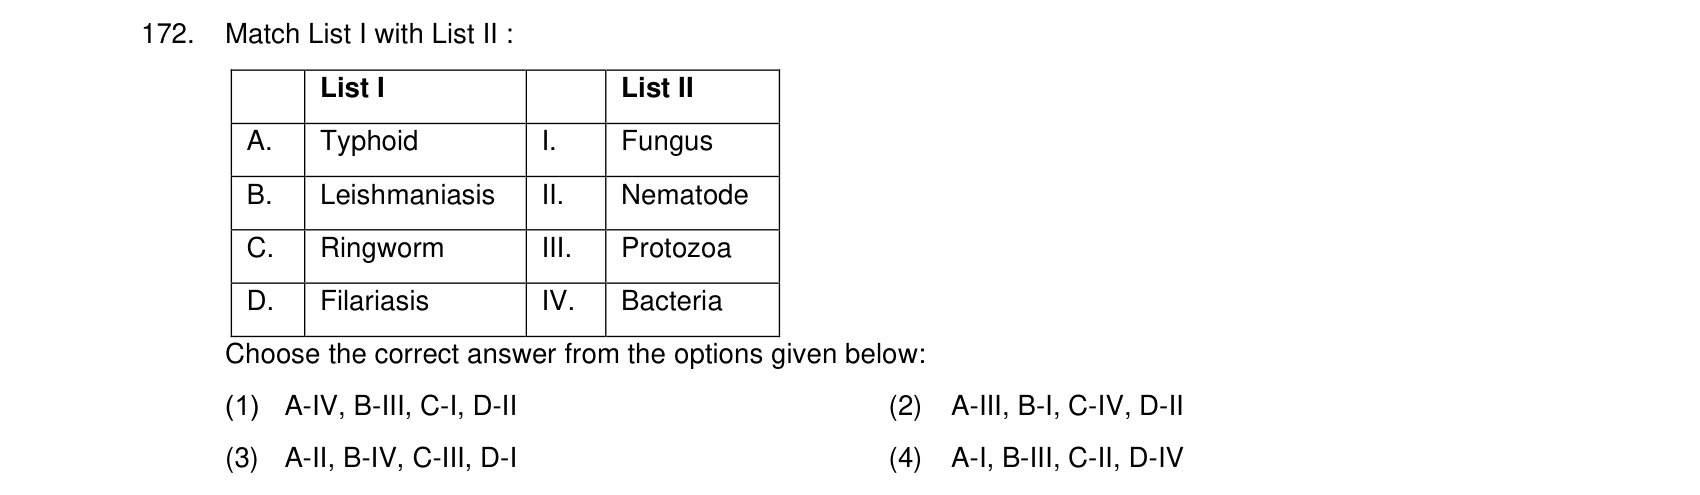 172. Match List I with List II :
List I List II
A. Typhoid I. Fungus
B. Leishmaniasis II. Nematode
C. Ringworm III. Protozoa
D. Filariasis IV. Bacteria
Choose the correct answer from the options given below:
(1) A-IV, B-III, C-I, D-II (2) A-III, B-I, C-IV, D-II
(3) A-II, B-IV, C-III, D-I (4) A-I, B-III, C-II, D-IV